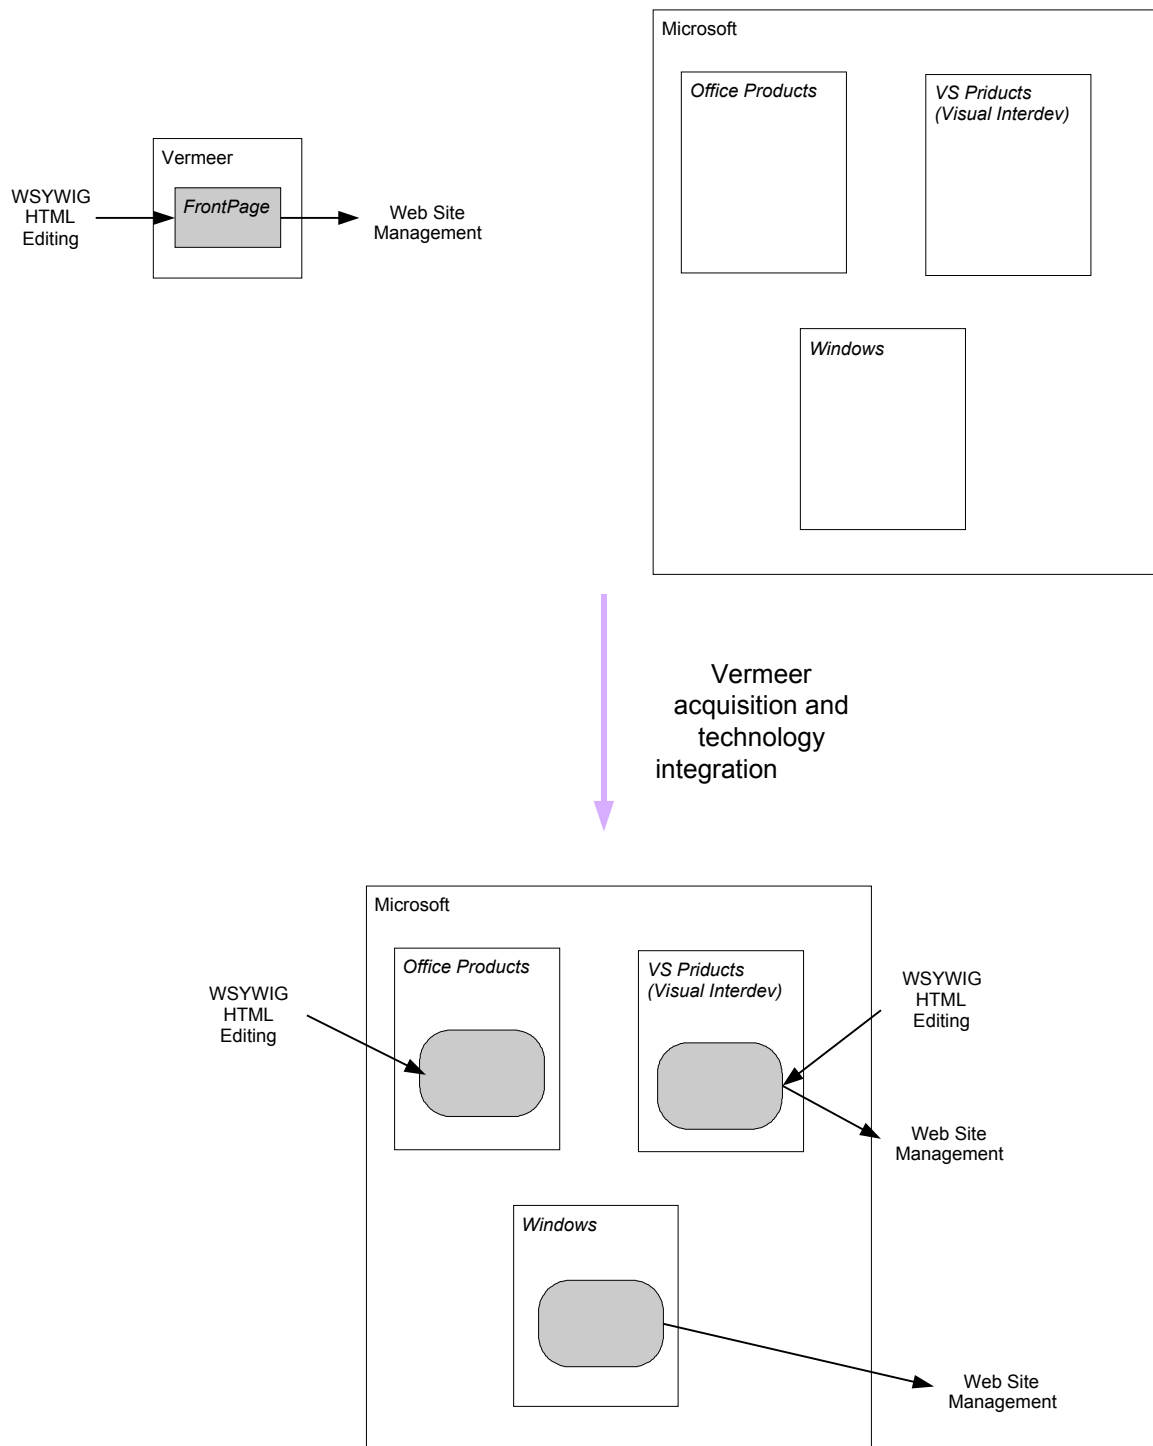 Microsoft
Office Products
VS Priducts
(Visual Interdev)
Vermeer
WSYWIG
HTML
Editing
FrontPage
Web Site
Management
Windows
Vermeer
acquisition and
technology
integration
Microsoft
Office Products
VS Priducts
(Visual Interdev)
WSYWIG
HTML
Editing
WSYWIG
HTML
Editing
Web Site
Management
Windows
Web Site
Management